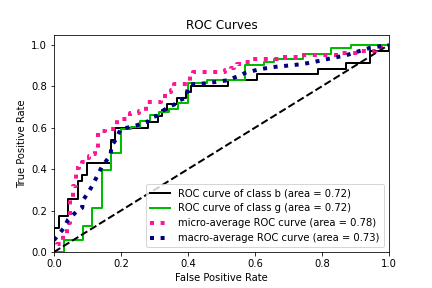 ROC Curves
True Positive Rate
1.0
0.8
0.6
0.4
0.2
0.0
ROC curve of class b (area = 0.72)
ROC curve of class g (area = 0.72)
micro-average ROC curve (area = 0.78)
macro-average ROC curve (area = 0.73)
0.0 0.2 0.4 0.6 0.8 1.0
False Positive Rate